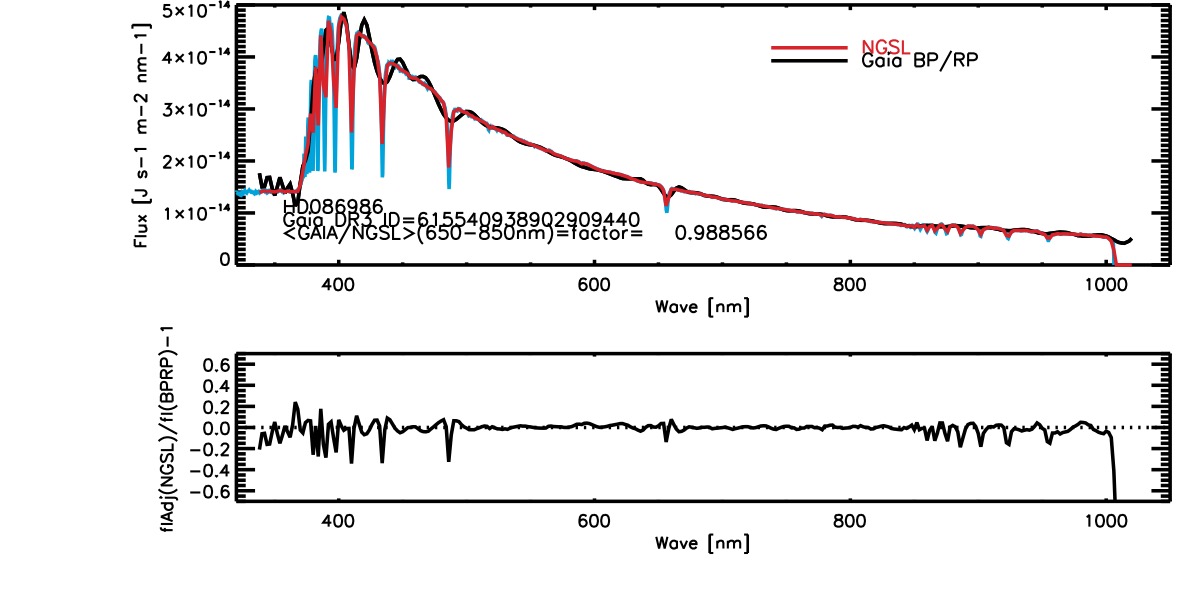 5×10⁻¹⁴
4×10⁻¹⁴
3×10⁻¹⁴
2×10⁻¹⁴
1×10⁻¹⁴
0
Flux [J s−1 m−2 nm−1]
NGSL
Gaia BP/RP
HD086986
Gaia DR3 ID=615540938902909440
<GAIA/NGSL>(650−850nm)=factor= 0.988566
400 600 800 1000
Wave [nm]
flAdj(NGSL)/fl(BPRP)−1
0.6
0.4
0.2
0.0
−0.2
−0.4
−0.6
400 600 800 1000
Wave [nm]